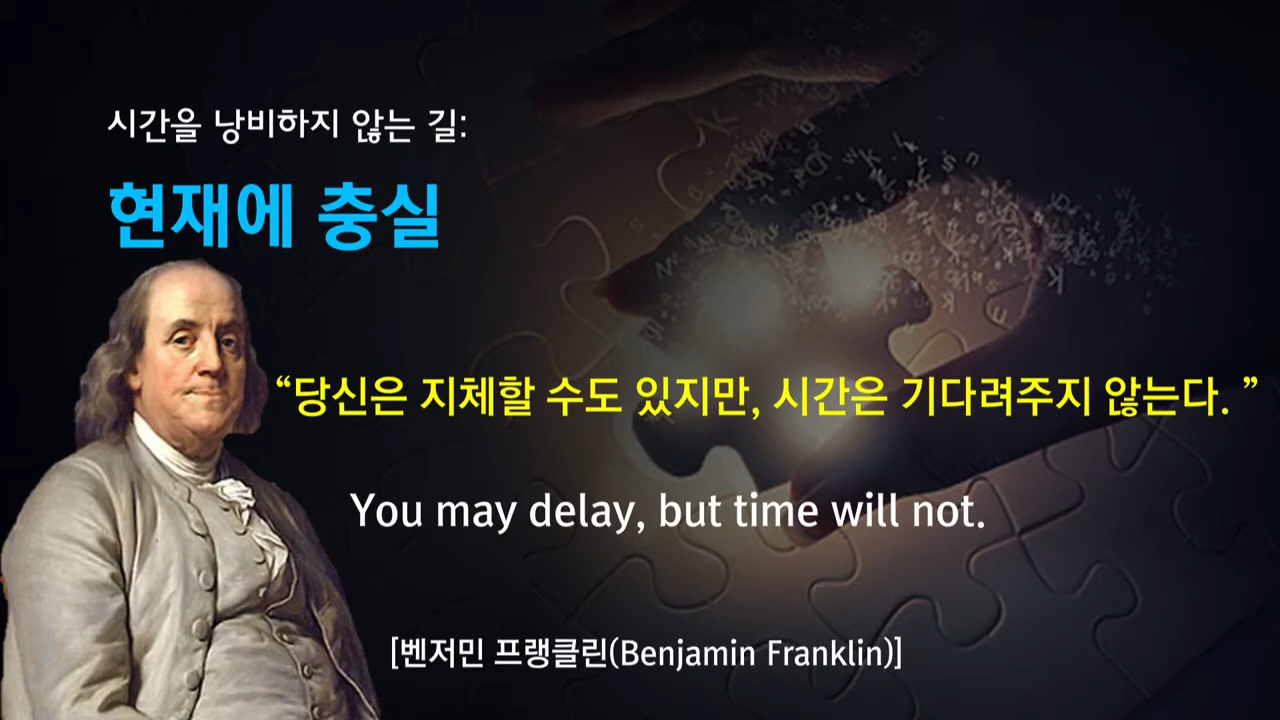 시간을 낭비하지 않는 길:
현재에 충실
“당신은 지체할 수도 있지만, 시간은 기다려주지 않는다. ”
You may delay, but time will not.
[벤저민 프랭클린(Benjamin Franklin)]